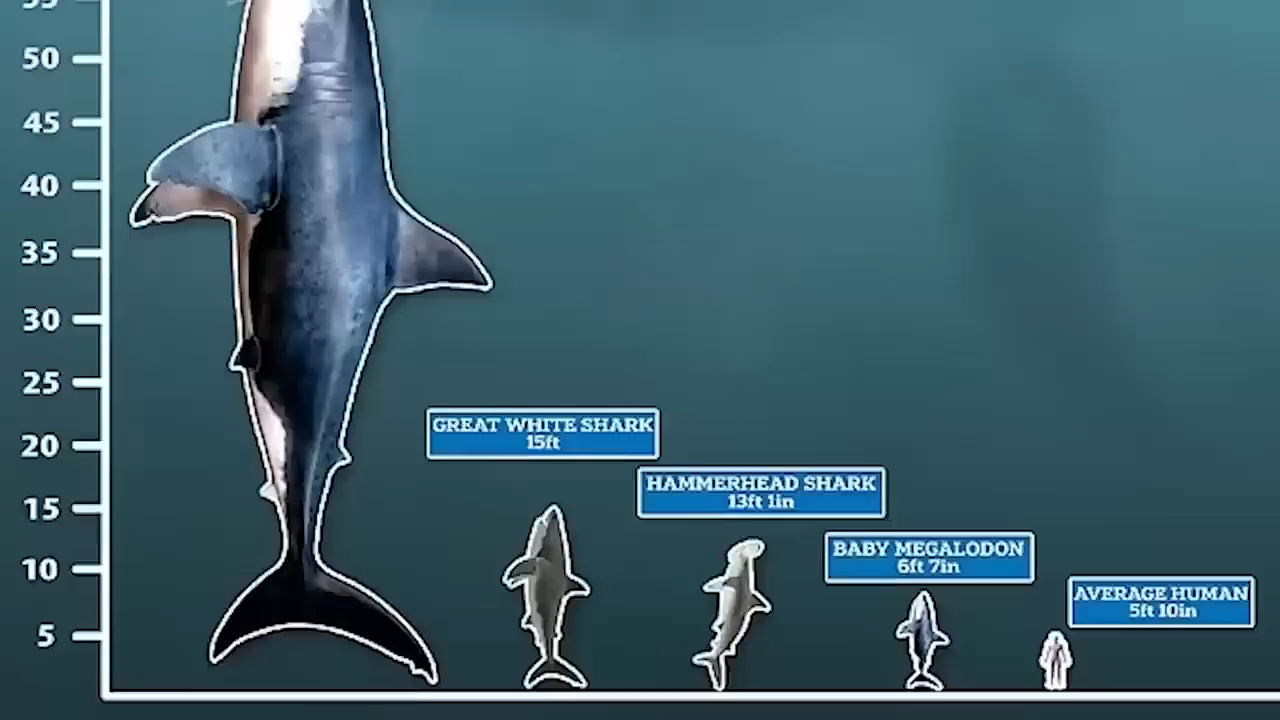 55
50
45
40
35
30
25
20
15
10
5
GREAT WHITE SHARK
15ft
HAMMERHEAD SHARK
13ft 1in
BABY MEGALODON
6ft 7in
AVERAGE HUMAN
5ft 10in